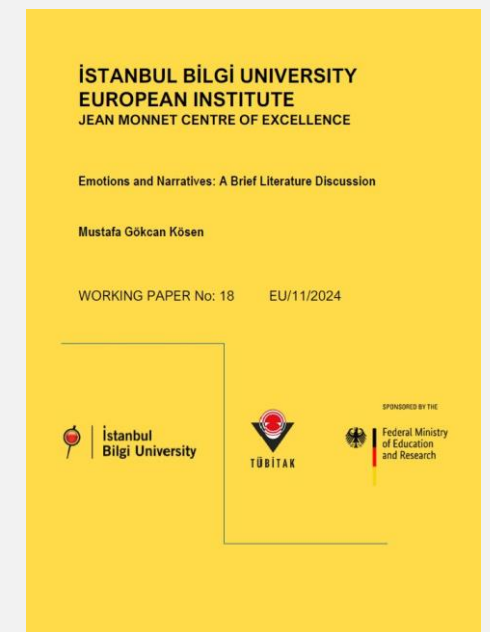 İSTANBUL BİLGİ UNIVERSITY
EUROPEAN INSTITUTE
JEAN MONNET CENTRE OF EXCELLENCE
Emotions and Narratives: A Brief Literature Discussion
Mustafa Gökcan Kösen
WORKING PAPER No: 18 EU/11/2024
İstanbul
Bilgi University
TÜBİTAK
SPONSORED BY THE
Federal Ministry
of Education
and Research